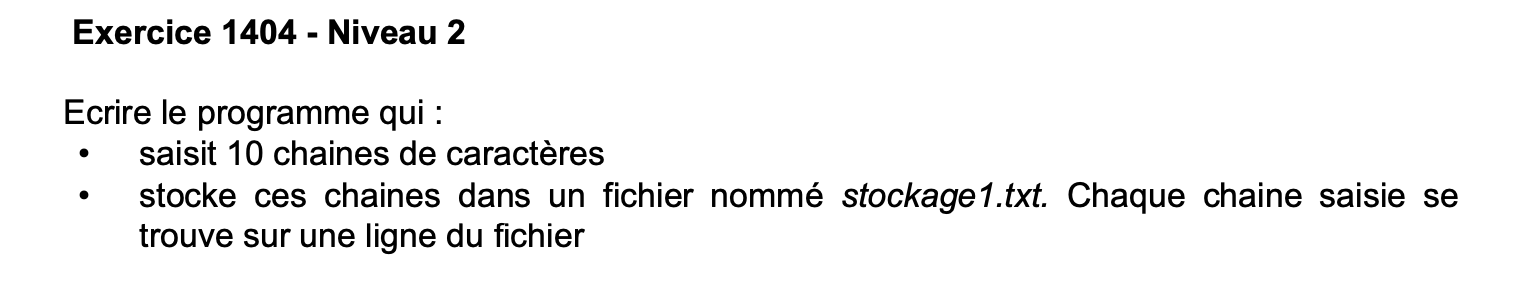 Exercice 1404 - Niveau 2
Ecrire le programme qui :
• saisit 10 chaines de caractères
• stocke ces chaines dans un fichier nommé stockage1.txt. Chaque chaine saisie se
trouve sur une ligne du fichier